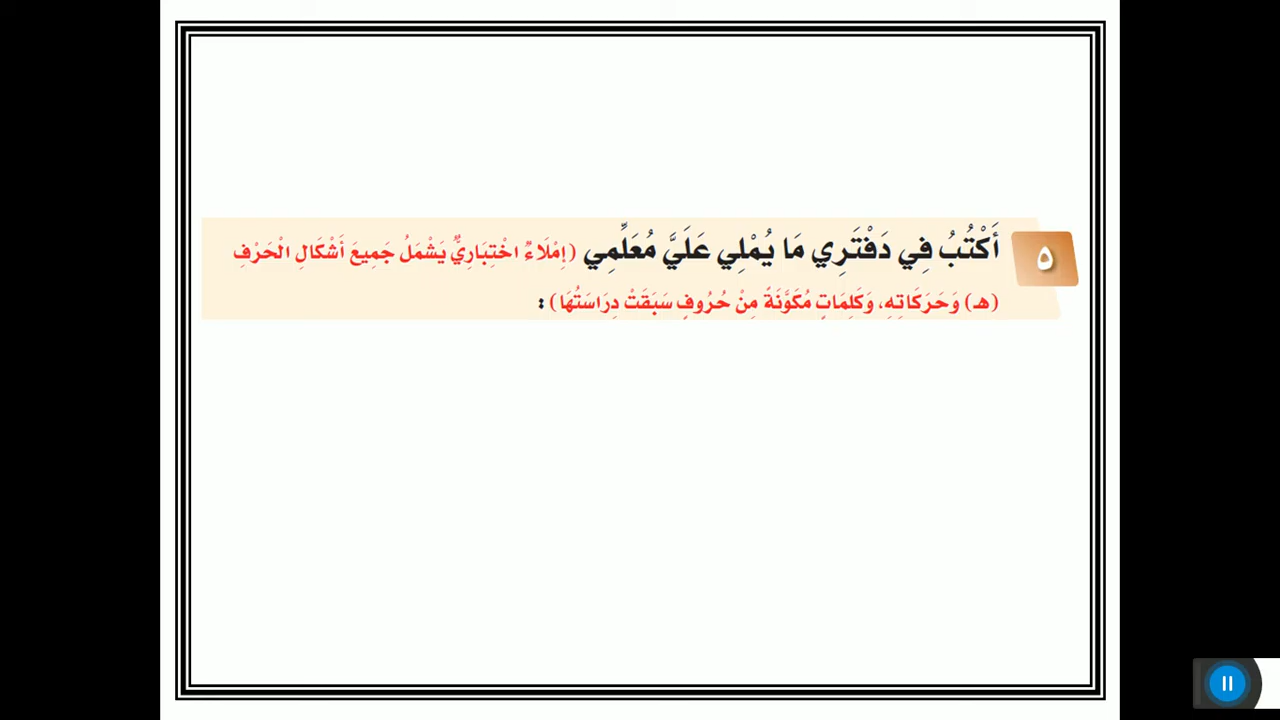 ٥ أَكْتُبُ فِي دَفْتَرِي مَا يُمْلِي عَلَيَّ مُعَلِّمِي (إِمْلَاءٌ اخْتِبَارِيٌّ يَشْمَلُ جَمِيعَ أَشْكَالِ الْحَرْفِ
(هـ) وَحَرَكَاتِهِ، وَكَلِمَاتٍ مُكَوَّنَةً مِنْ حُرُوفٍ سَبَقَتْ دِرَاسَتُهَا) :